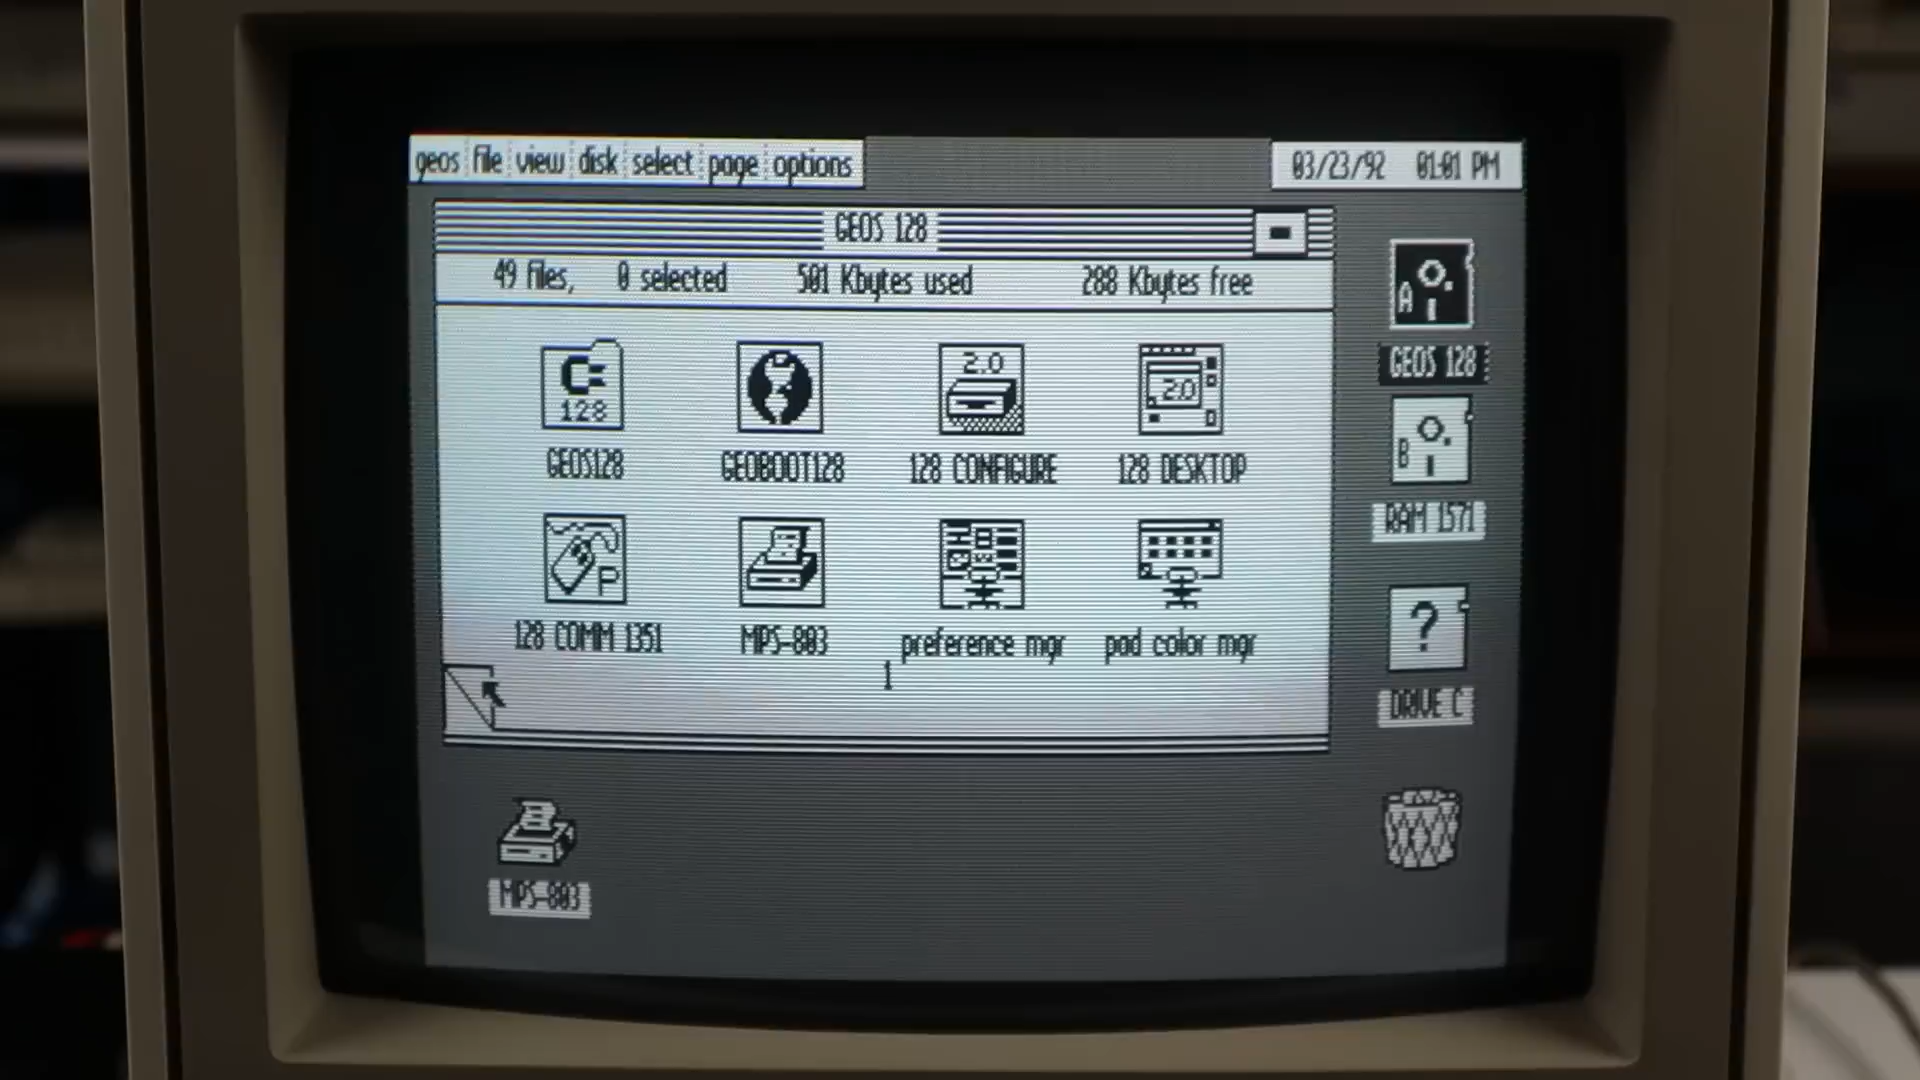 geos file view disk select page options
03/23/92 01:01 PM
GEOS 128
49 files, 0 selected 501 Kbytes used 288 Kbytes free
C= 128
2.0
2.0
GEOS128 GEOBOOT128 128 CONFIGURE 128 DESKTOP
P
128 COMM 1351 MPS-803 preference mgr pad color mgr
1
A
GEOS 128
B
RAM 1571
?
DRIVE C
MPS-803